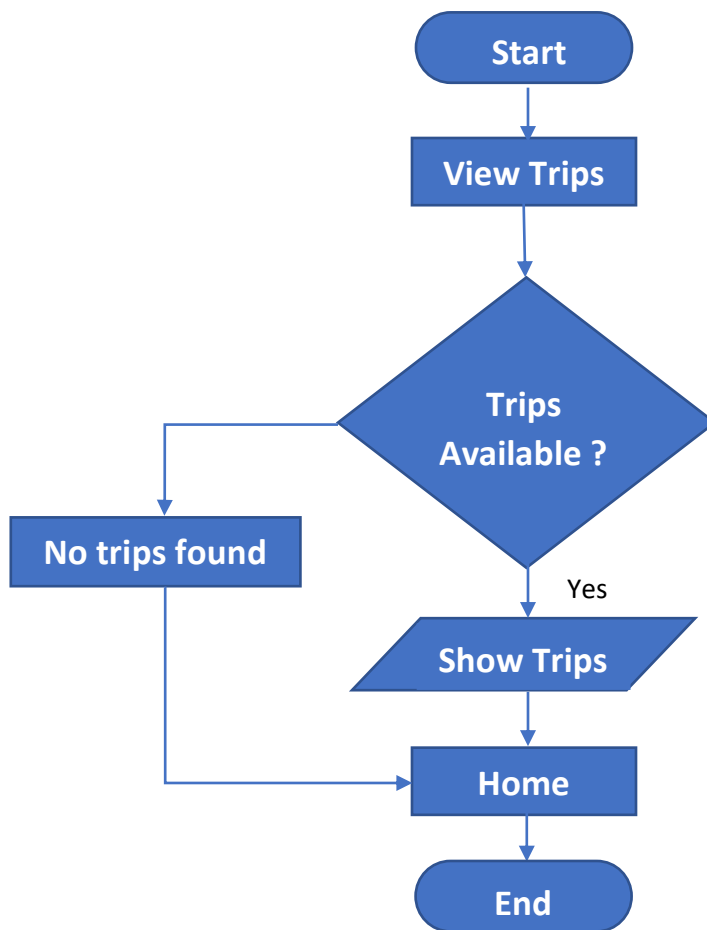 Start
View Trips
Trips
Available ?
No trips found
Yes
Show Trips
Home
End